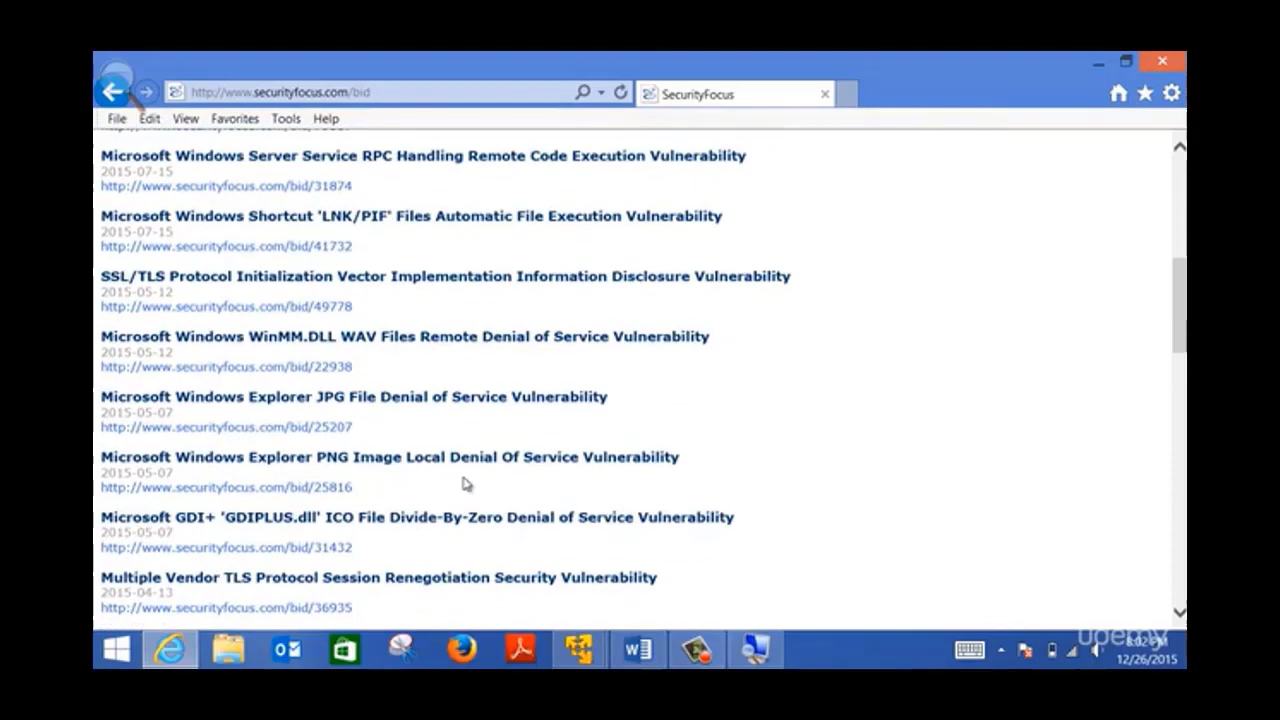 http://www.securityfocus.com/bid
SecurityFocus
File Edit View Favorites Tools Help
Microsoft Windows Server Service RPC Handling Remote Code Execution Vulnerability
2015-07-15
http://www.securityfocus.com/bid/31874
Microsoft Windows Shortcut 'LNK/PIF' Files Automatic File Execution Vulnerability
2015-07-15
http://www.securityfocus.com/bid/41732
SSL/TLS Protocol Initialization Vector Implementation Information Disclosure Vulnerability
2015-05-12
http://www.securityfocus.com/bid/49778
Microsoft Windows WinMM.DLL WAV Files Remote Denial of Service Vulnerability
2015-05-12
http://www.securityfocus.com/bid/22938
Microsoft Windows Explorer JPG File Denial of Service Vulnerability
2015-05-07
http://www.securityfocus.com/bid/25207
Microsoft Windows Explorer PNG Image Local Denial Of Service Vulnerability
2015-05-07
http://www.securityfocus.com/bid/25816
Microsoft GDI+ 'GDIPLUS.dll' ICO File Divide-By-Zero Denial of Service Vulnerability
2015-05-07
http://www.securityfocus.com/bid/31432
Multiple Vendor TLS Protocol Session Renegotiation Security Vulnerability
2015-04-13
http://www.securityfocus.com/bid/36935
udemy
8:02 PM
12/26/2015